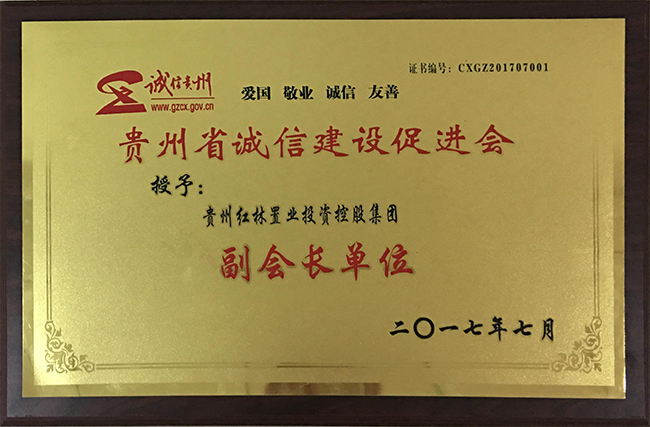 证书编号：CXGZ201707001
诚信贵州
www.gzcx.gov.cn
爱国 敬业 诚信 友善
贵州省诚信建设促进会
授予：
贵州红林置业投资控股集团
副会长单位
二〇一七年七月